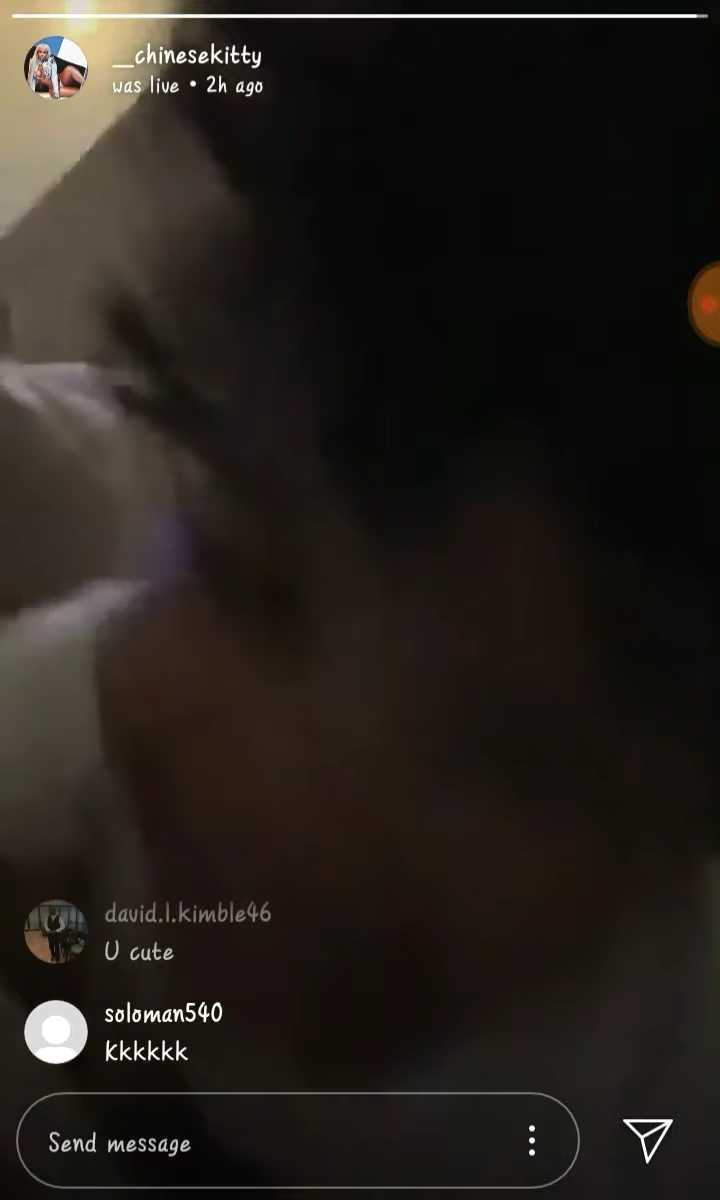 __chinesekitty
was live • 2h ago
david.l.kimble46
U cute
soloman540
Kkkkkk
Send message